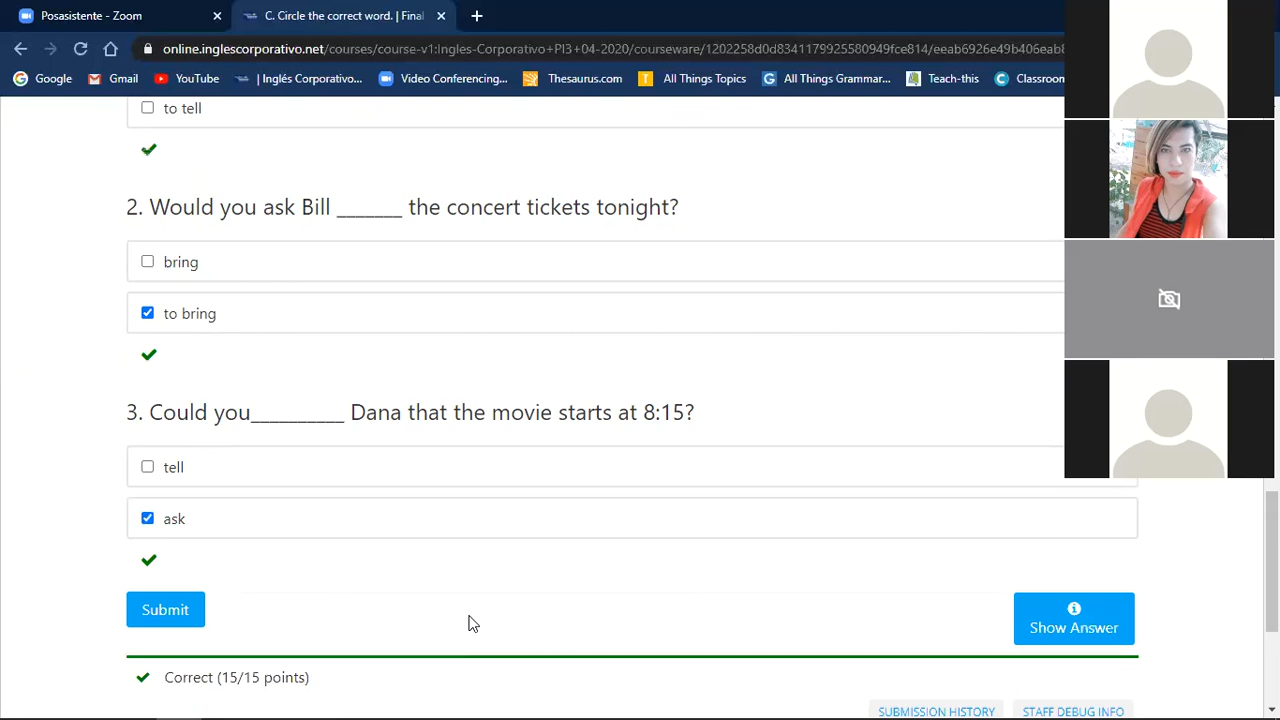 Posasistente - Zoom
C. Circle the correct word. | Final
online.inglescorporativo.net/courses/course-v1:Ingles-Corporativo+PI3+04-2020/courseware/
Google
Gmail
YouTube
| Inglés Corporativo...
Video Conferencing...
Thesaurus.com
All Things Topics
All Things Grammar...
Teach-this
Classroom
to tell
2. Would you ask Bill _______ the concert tickets tonight?
bring
to bring
3. Could you__________ Dana that the movie starts at 8:15?
tell
ask
Submit
Show Answer
Correct (15/15 points)
SUBMISSION HISTORY
STAFF DEBUG INFO